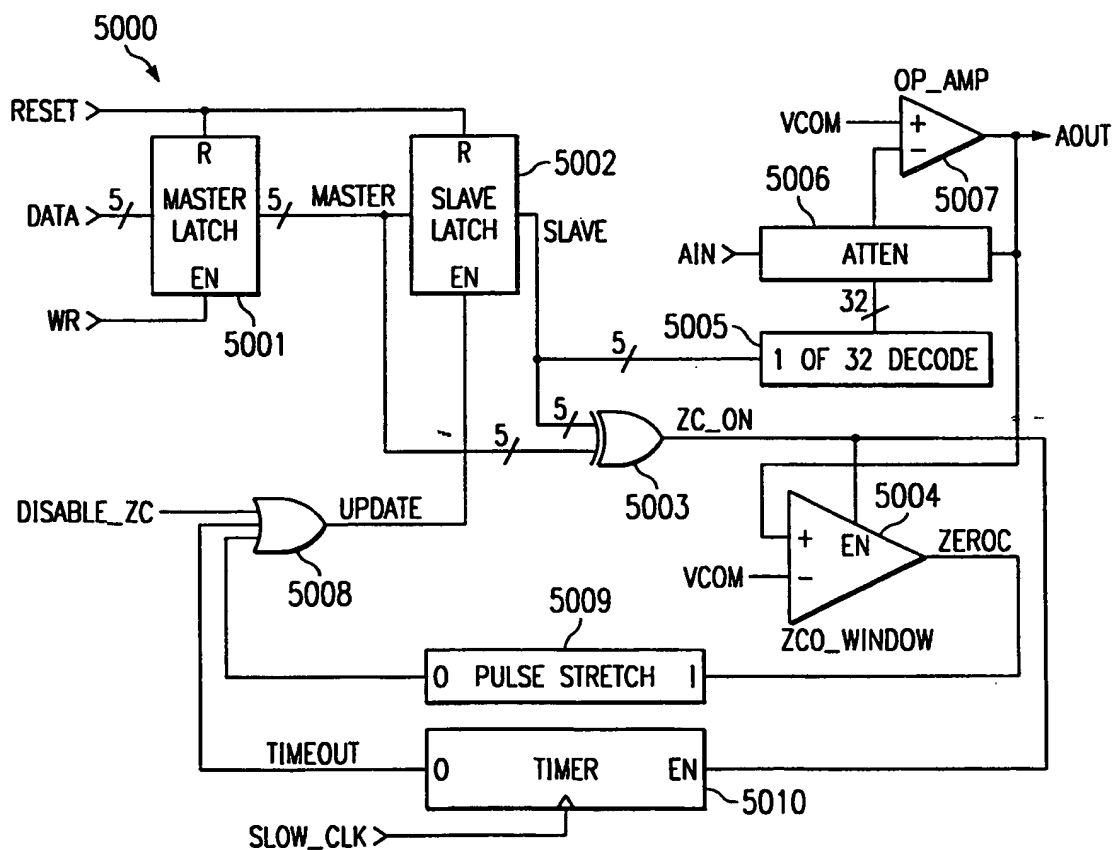 5000
RESET
OP_AMP
VCOM
+
−
AOUT
5007
R
MASTER
LATCH
EN
5001
DATA
5
5
MASTER
WR
R
SLAVE
LATCH
EN
5002
SLAVE
5006
AIN
ATTEN
32
5005
1 OF 32 DECODE
5
5
5
ZC_ON
5003
DISABLE_ZC
UPDATE
5008
5004
+
EN
−
VCOM
ZEROC
ZCO_WINDOW
5009
O
PULSE STRETCH
I
TIMEOUT
O
TIMER
EN
5010
SLOW_CLK